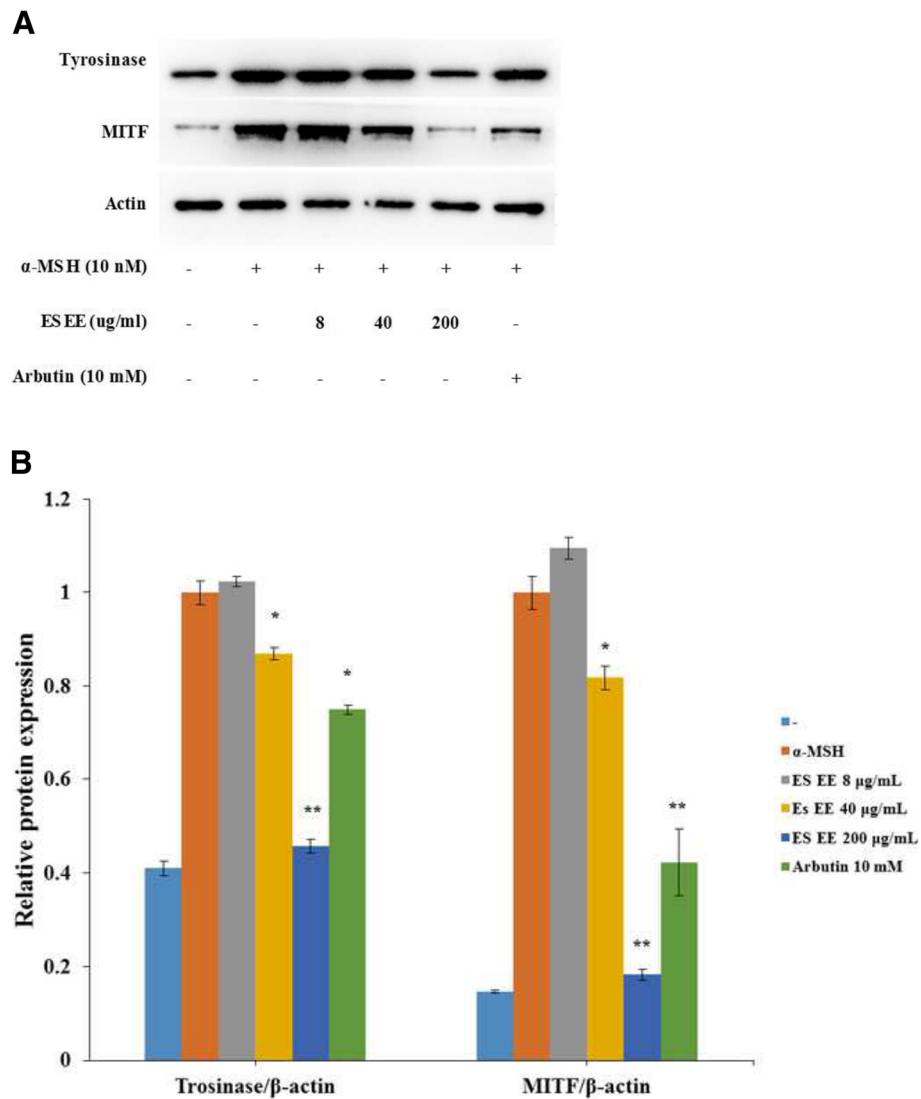 A
Tyrosinase
MITF
Actin
α-MSH (10 nM) - + + + + +
ES EE (ug/ml) - - 8 40 200 -
Arbutin (10 mM) - - - - - +
B
Relative protein expression
1.2
1
0.8
0.6
0.4
0.2
0
* ** *
* ** **
Trosinase/β-actin MITF/β-actin
-
α-MSH
ES EE 8 µg/mL
Es EE 40 µg/mL
ES EE 200 µg/mL
Arbutin 10 mM